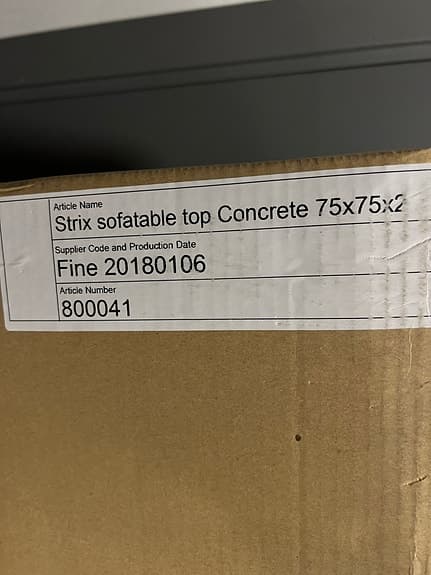 Article Name
Strix sofatable top Concrete 75x75x2
Supplier Code and Production Date
Fine 20180106
Article Number
800041